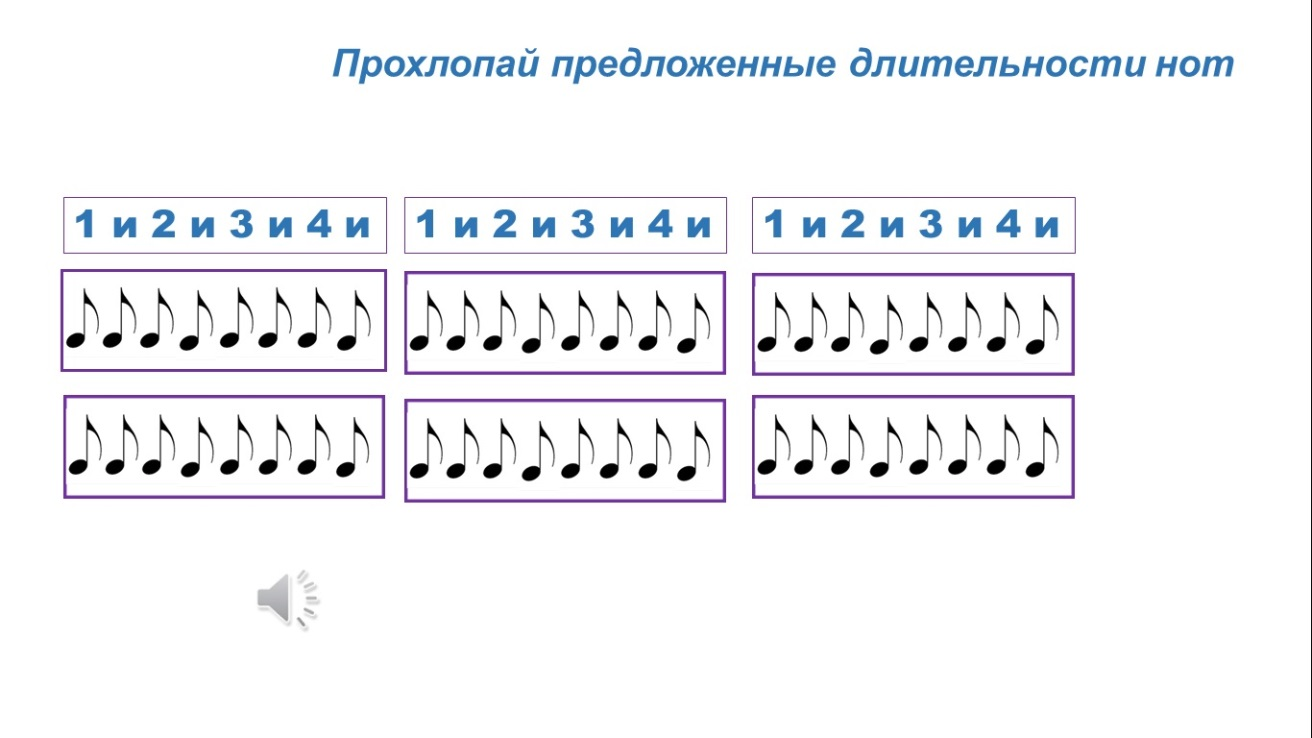 Прохлопай предложенные длительности нот
1 и 2 и 3 и 4 и 1 и 2 и 3 и 4 и 1 и 2 и 3 и 4 и